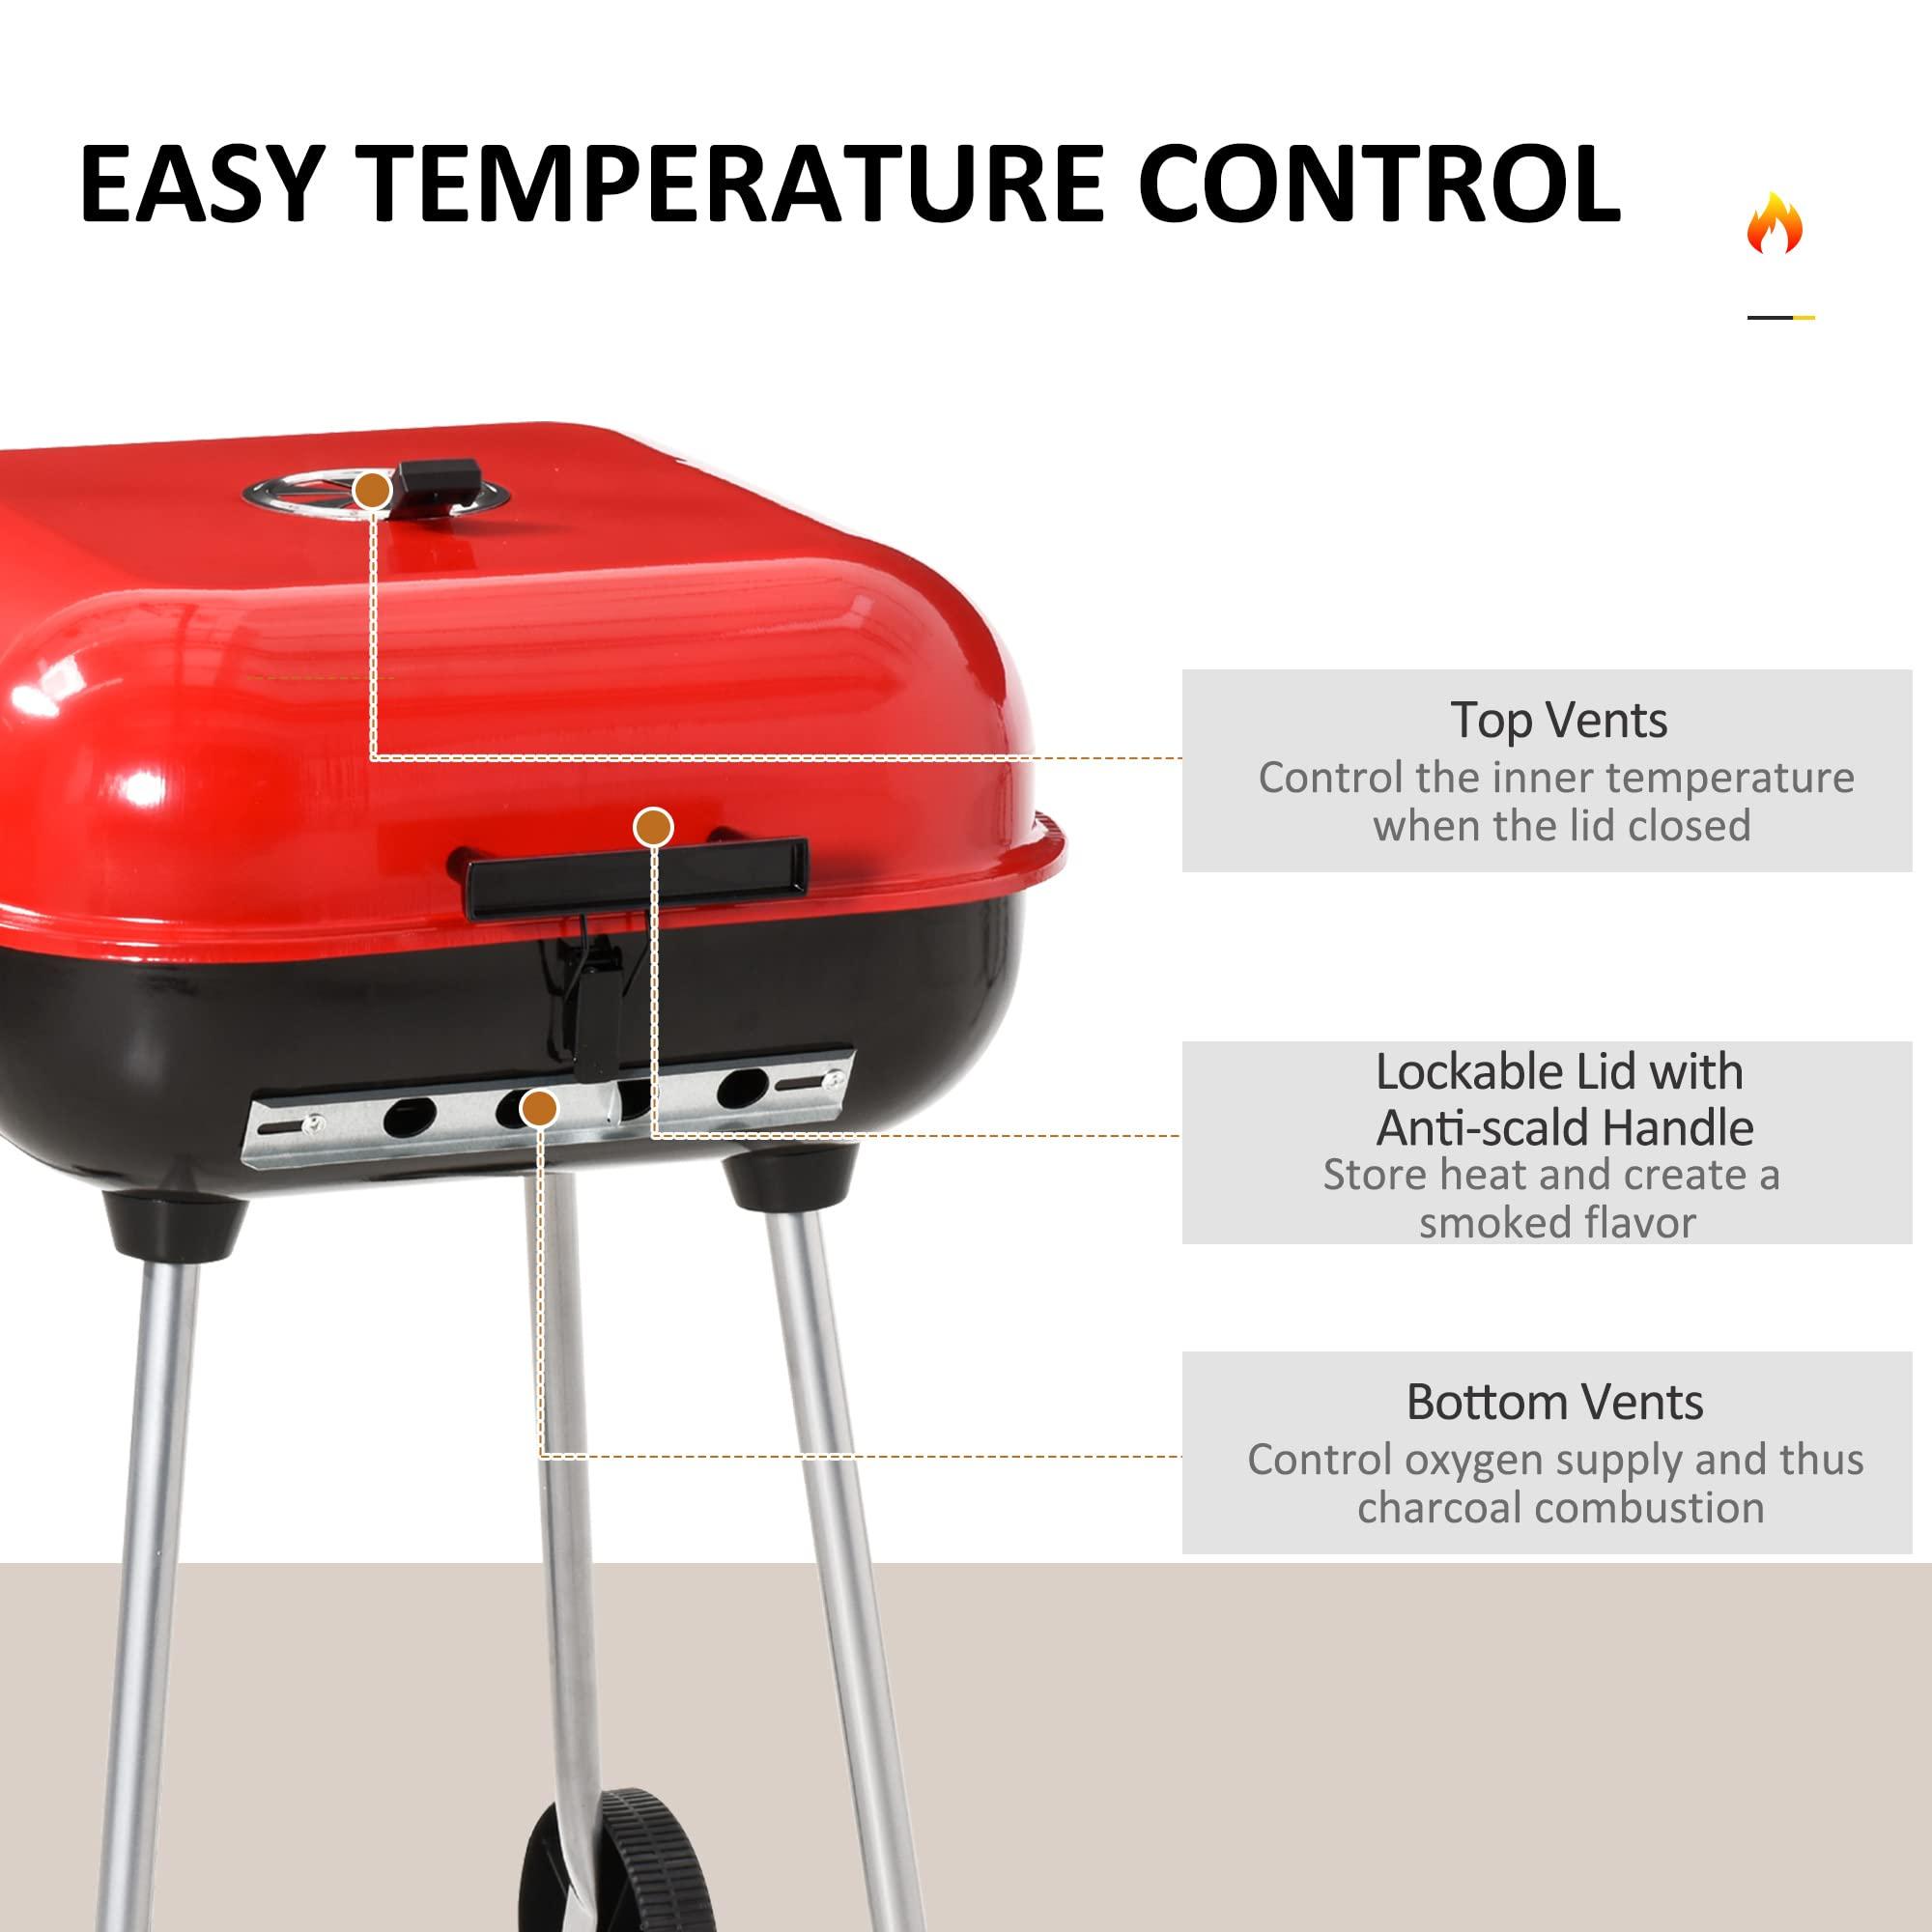 EASY TEMPERATURE CONTROL
Top Vents
Control the inner temperature
when the lid closed
Lockable Lid with
Anti-scald Handle
Store heat and create a
smoked flavor
Bottom Vents
Control oxygen supply and thus
charcoal combustion